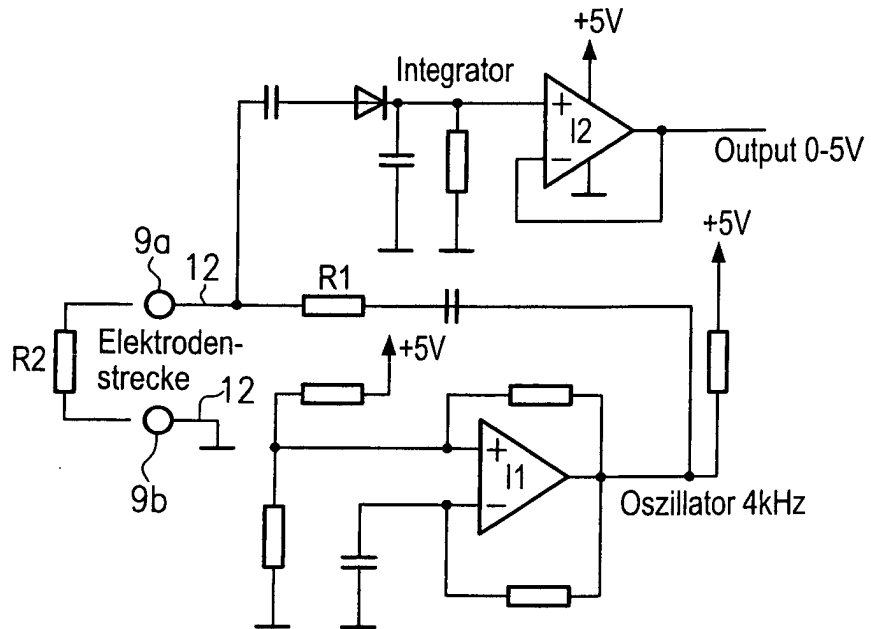 +5V
Integrator
+
I2
−
Output 0-5V
+5V
9a
12
R1
R2
Elektroden-
strecke
+5V
12
9b
+
I1
−
Oszillator 4kHz